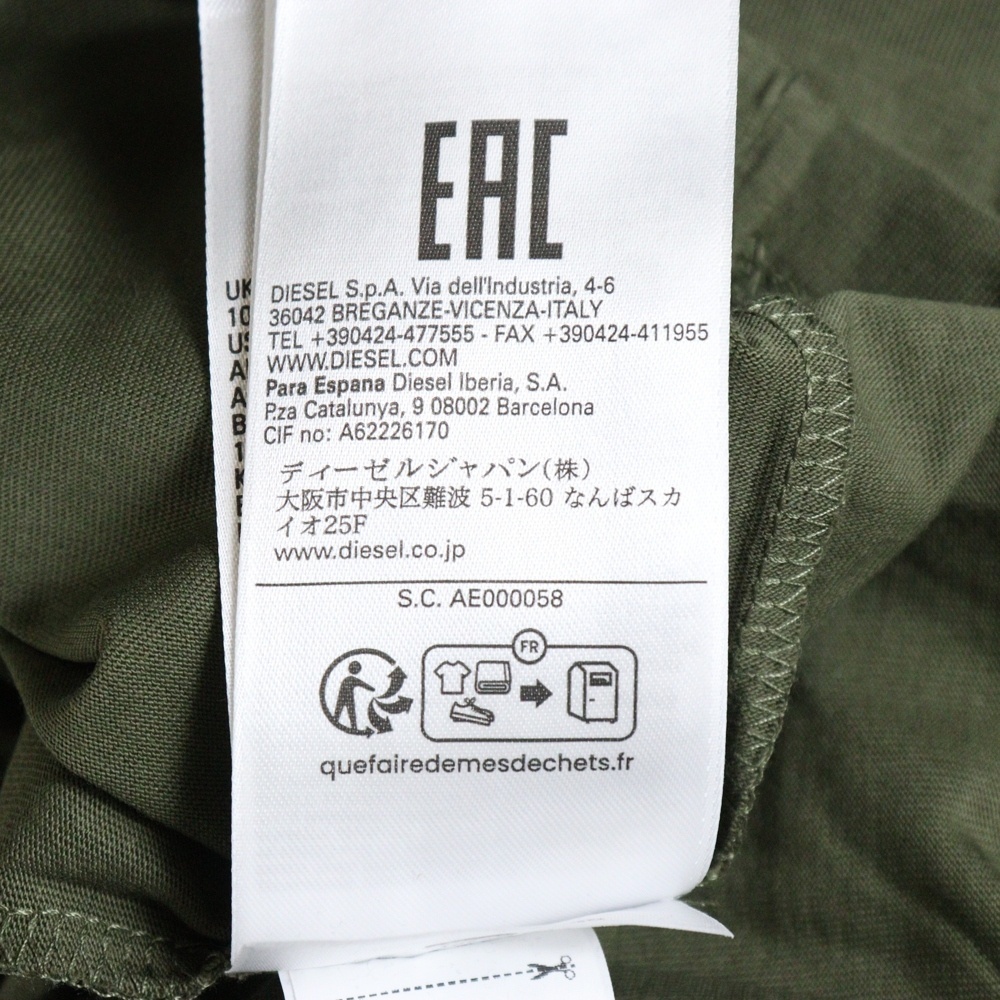 EAC
DIESEL S.p.A. Via dell'Industria, 4-6
36042 BREGANZE-VICENZA-ITALY
TEL +390424-477555 - FAX +390424-411955
WWW.DIESEL.COM
Para Espana Diesel Iberia, S.A.
P.za Catalunya, 9 08002 Barcelona
CIF no: A62226170
ディーゼルジャパン(株)
大阪市中央区難波 5-1-60 なんばスカ
イオ25F
www.diesel.co.jp
S.C. AE000058
FR
quefairedemesdechets.fr
UK
10